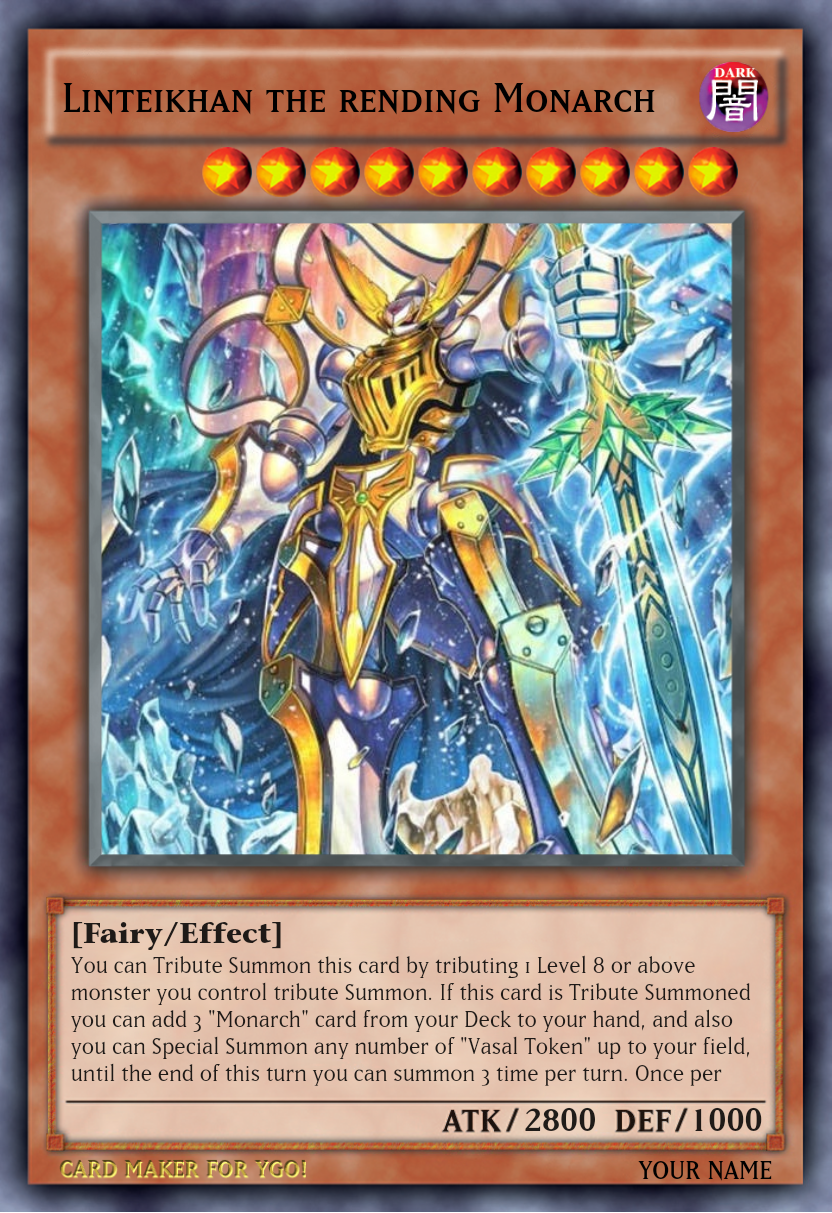 Linteikhan the rending Monarch
DARK
闇
[Fairy/Effect]
You can Tribute Summon this card by tributing 1 Level 8 or above
monster you control tribute Summon. If this card is Tribute Summoned
you can add 3 "Monarch" card from your Deck to your hand, and also
you can Special Summon any number of "Vasal Token" up to your field,
until the end of this turn you can summon 3 time per turn. Once per
ATK/2800 DEF/1000
CARD MAKER FOR YGO! YOUR NAME